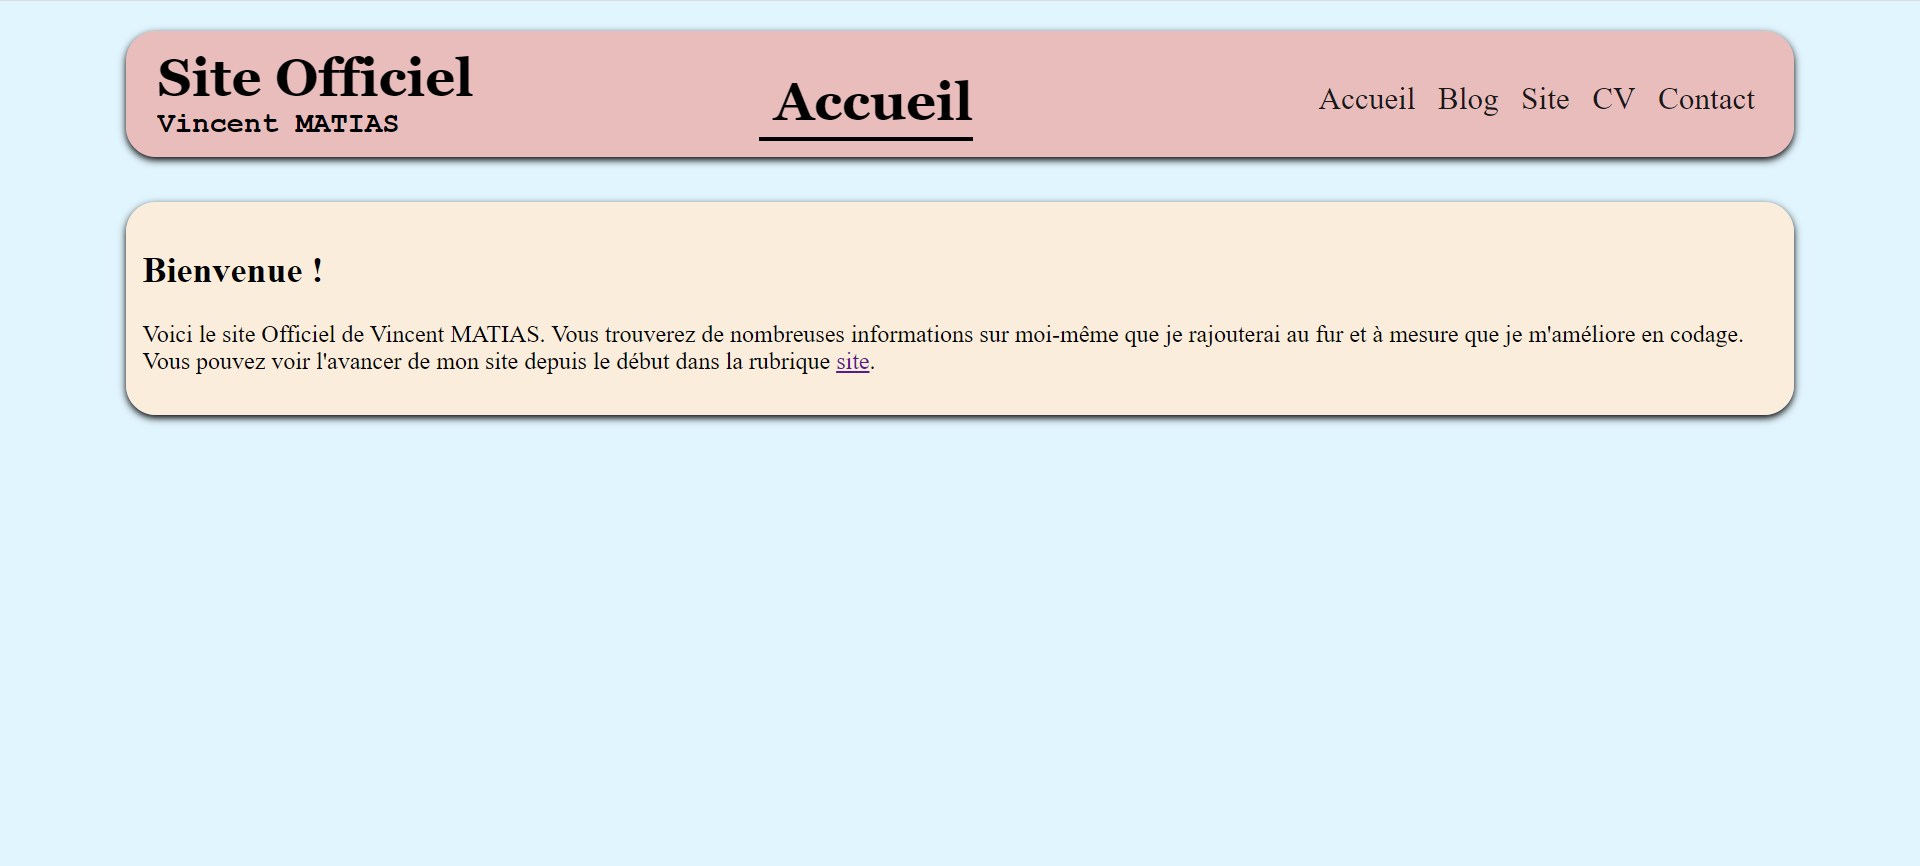 Site Officiel
Vincent MATIAS
Accueil
Accueil Blog Site CV Contact
Bienvenue !
Voici le site Officiel de Vincent MATIAS. Vous trouverez de nombreuses informations sur moi-même que je rajouterai au fur et à mesure que je m'améliore en codage.
Vous pouvez voir l'avancer de mon site depuis le début dans la rubrique site.